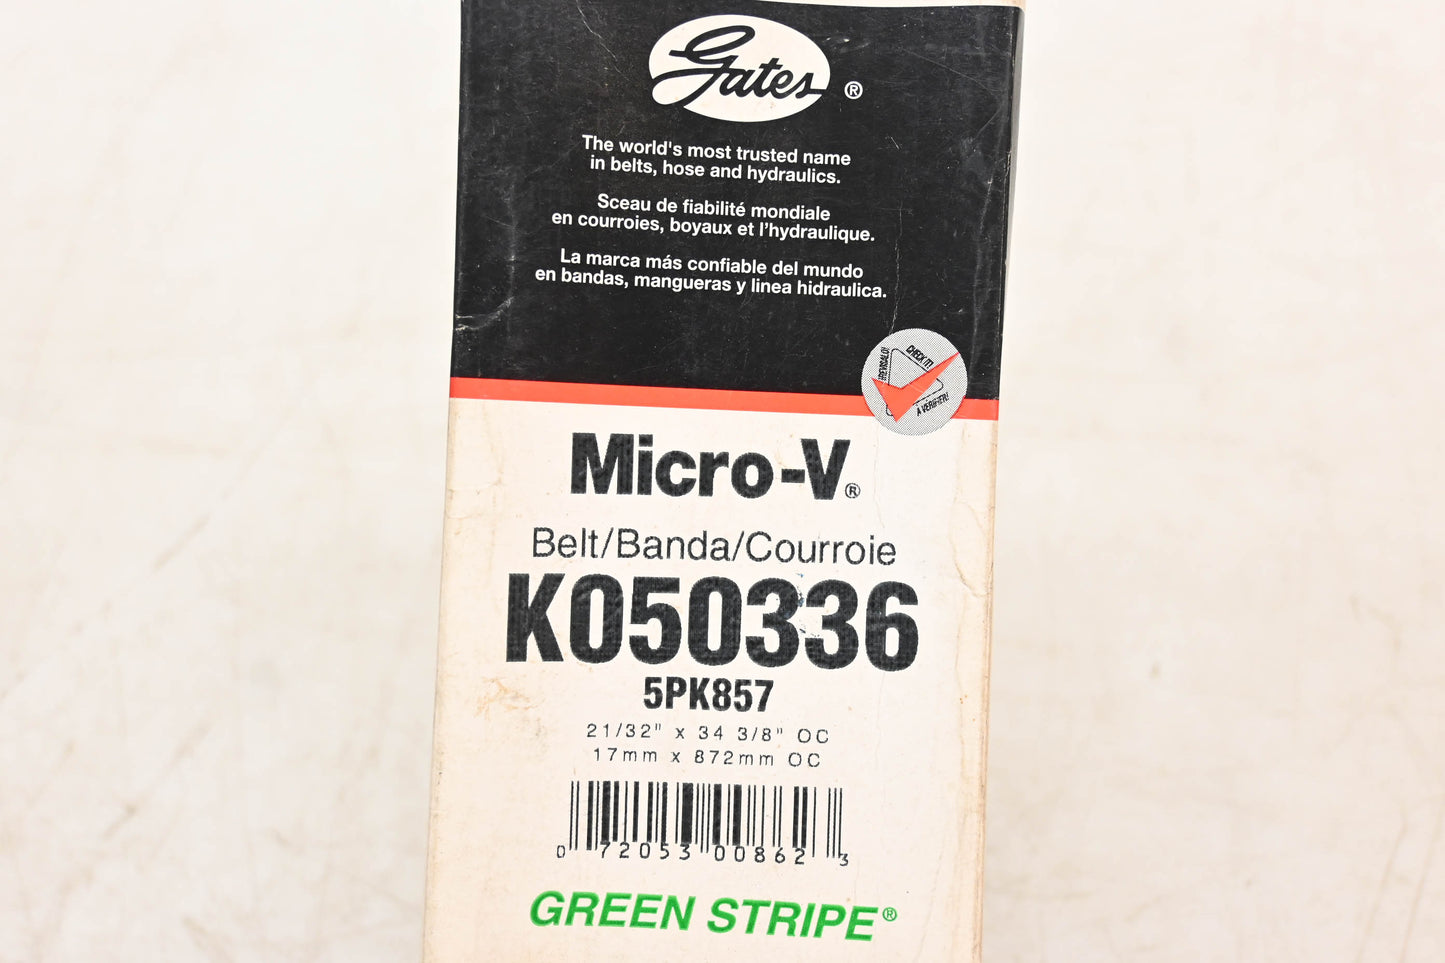 Gates ®
The world's most trusted name
in belts, hose and hydraulics.
Sceau de fiabilité mondiale
en courroies, boyaux et l'hydraulique.
La marca más confiable del mundo
en bandas, mangueras y linea hidraulica.
¡REVISALO!
CHECK IT!
À VÉRIFIER!
Micro-V®
Belt/Banda/Courroie
K050336
5PK857
21/32" x 34 3/8" OC
17mm x 872mm OC
0 72053 00862 3
GREEN STRIPE®